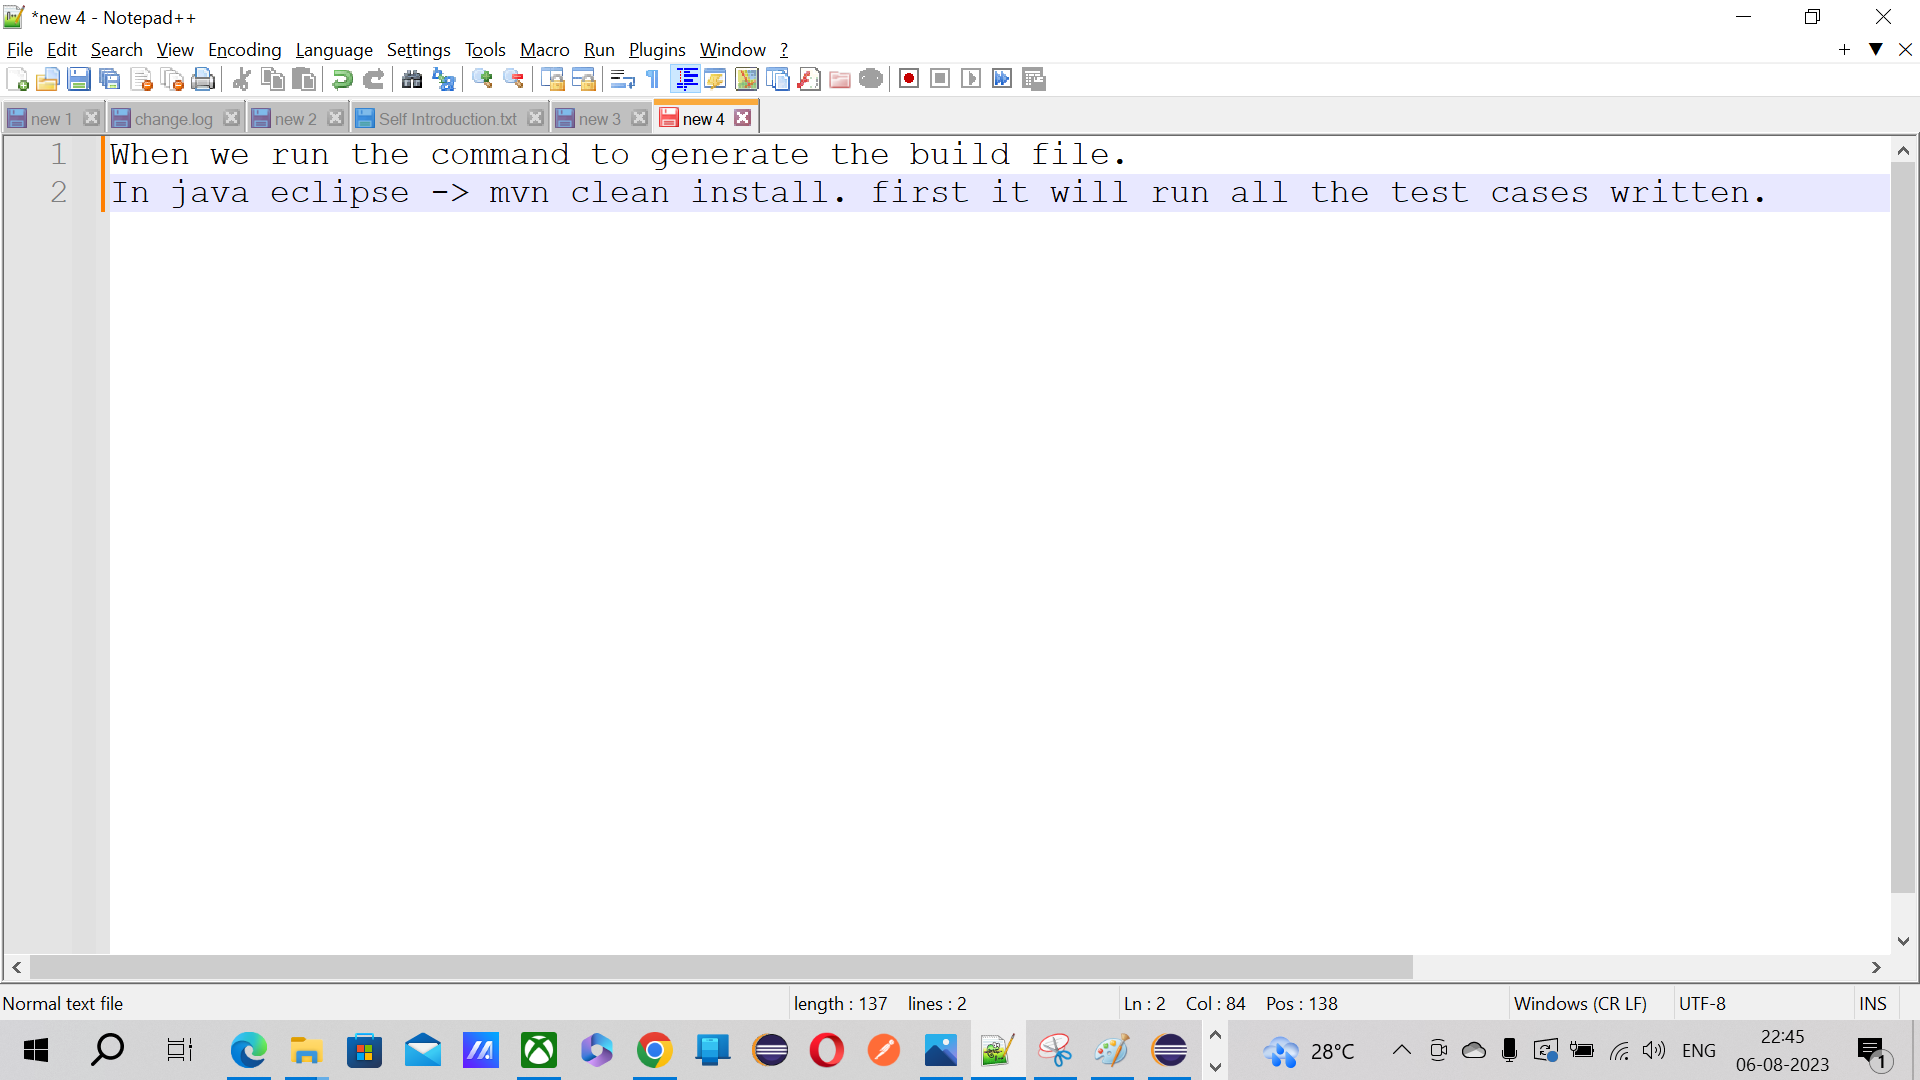 *new 4 - Notepad++
File Edit Search View Encoding Language Settings Tools Macro Run Plugins Window ?
new 1 change.log new 2 Self Introduction.txt new 3 new 4
1 When we run the command to generate the build file.
2 In java eclipse -> mvn clean install. first it will run all the test cases written.
Normal text file length : 137 lines : 2 Ln : 2 Col : 84 Pos : 138 Windows (CR LF) UTF-8 INS
28°C ENG 22:45
06-08-2023 1